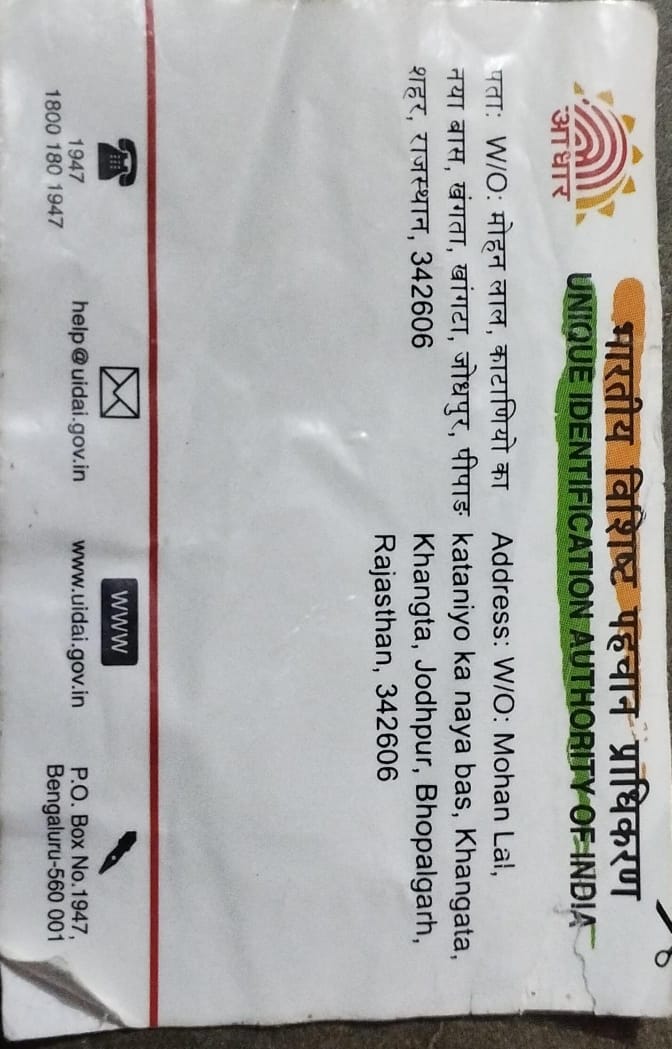 भारतीय विशिष्ट पहचान प्राधिकरण
UNIQUE IDENTIFICATION AUTHORITY OF INDIA
आधार
पता: W/O: मोहन लाल, काटाणियो का
नया बास, खंगता, खांगटा, जोधपुर, पीपाड
शहर, राजस्थान, 342606
Address: W/O: Mohan Lal,
kataniyo ka naya bas, Khangata,
Khangta, Jodhpur, Bhopalgarh,
Rajasthan, 342606
1947
1800 180 1947
help@uidai.gov.in
www
www.uidai.gov.in
P.O. Box No.1947,
Bengaluru-560 001